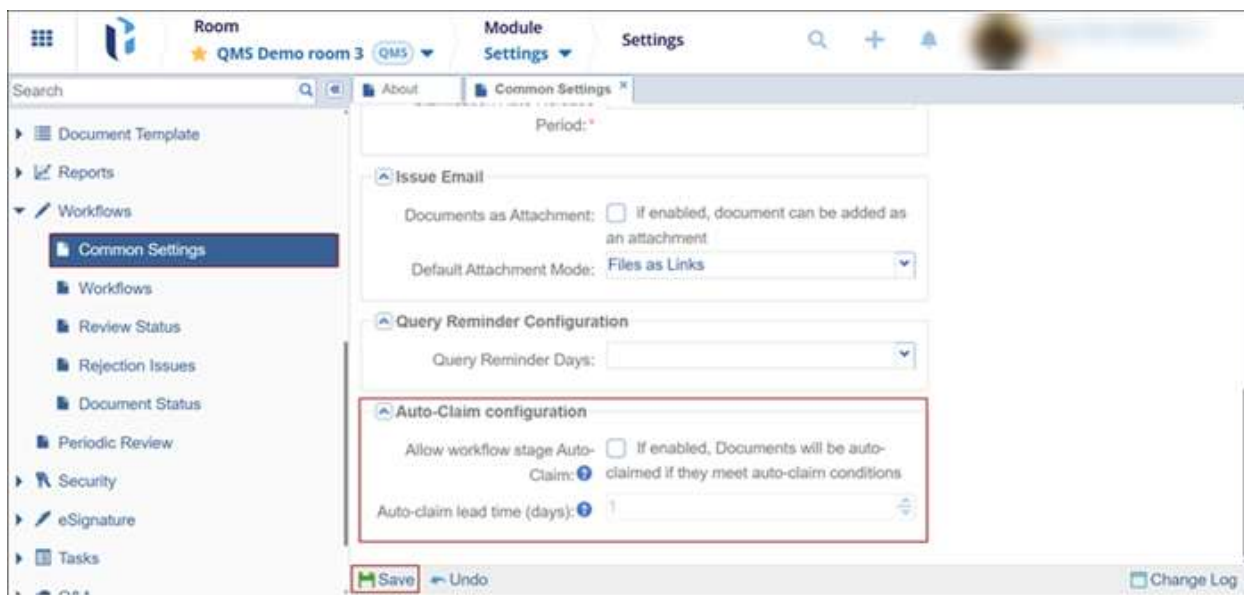 Room
Module
QMS Demo room 3 QMS
Settings
Settings
Search
About
Common Settings
Document Template
Reports
Workflows
Common Settings
Workflows
Review Status
Rejection Issues
Document Status
Periodic Review
Security
eSignature
Tasks
Period:*
Issue Email
Documents as Attachment: if enabled, document can be added as
an attachment
Default Attachment Mode: Files as Links
Query Reminder Configuration
Query Reminder Days:
Auto-Claim configuration
Allow workflow stage Auto- If enabled, Documents will be auto-
Claim: claimed if they meet auto-claim conditions
Auto-claim lead time (days): 1
Save Undo
Change Log